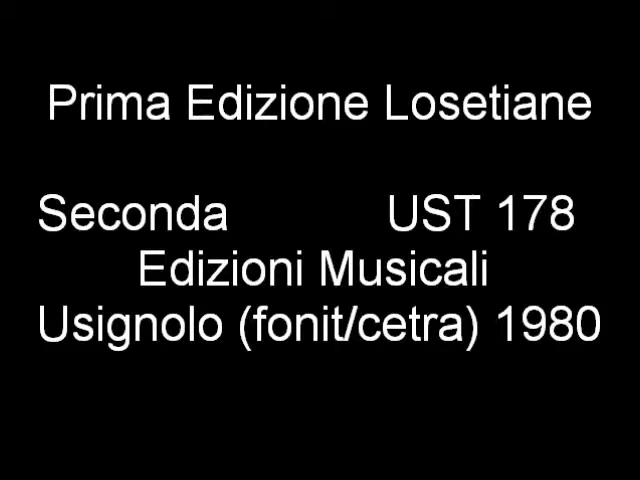 Prima Edizione Losetiane
Seconda UST 178
Edizioni Musicali
Usignolo (fonit/cetra) 1980